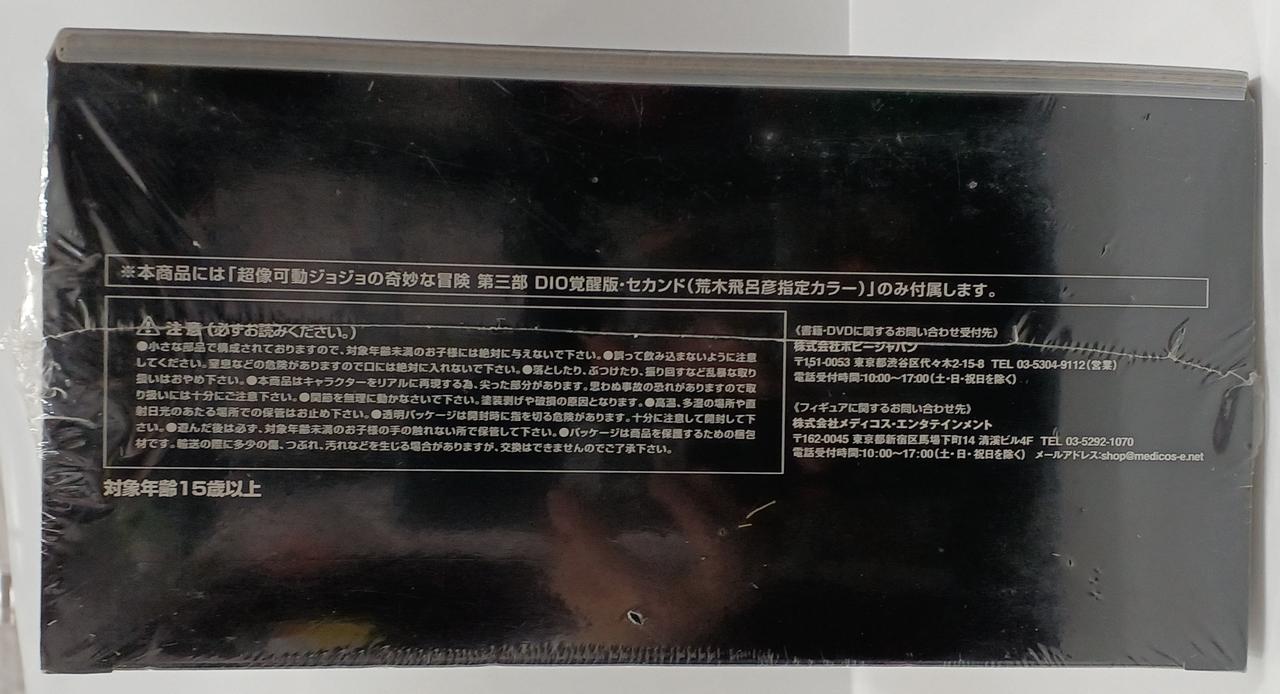 ※本商品には「超像可動ジョジョの奇妙な冒険 第三部 DIO覚醒版・セカンド(荒木飛呂彦指定カラー)」のみ付属します。
⚠ 注意 (必ずお読みください。)
●小さな部品で構成されておりますので、対象年齢未満のお子様には絶対に与えないで下さい。●誤って飲み込まないように注意
してください。窒息などの危険がありますので口には絶対に入れないで下さい。●落としたり、ぶつけたり、振り回すなど乱暴な取り
扱いはおやめ下さい。●本商品はキャラクターをリアルに再現する為、尖った部分があります。思わぬ事故の恐れがありますので取
り扱いには十分にご注意下さい。●関節を無理に動かさないで下さい。塗装剥げや破損の原因となります。●高温、多湿の場所や直
射日光のあたる場所での保管はお止め下さい。●透明パッケージは開封時に指を切る危険があります。十分に注意して開封して下
さい。●遊んだ後は必ず、対象年齢未満のお子様の手の触れない所で保管して下さい。●パッケージは商品を保護するための梱包
材です。輸送の際に多少の傷、つぶれ、汚れなどを生じる場合がありますが、交換はできませんのでご了承下さい。
対象年齢15歳以上
《書籍・DVDに関するお問い合わせ受付先》
株式会社ホビージャパン
〒151-0053 東京都渋谷区代々木2-15-8 TEL 03-5304-9112(営業)
電話受付時間:10:00〜17:00(土・日・祝日を除く)
《フィギュアに関するお問い合わせ先》
株式会社メディコス・エンタテインメント
〒162-0045 東京都新宿区馬場下町14 清溪ビル4F TEL 03-5292-1070
電話受付時間:10:00〜17:00(土・日・祝日を除く) メールアドレス:shop@medicos-e.net